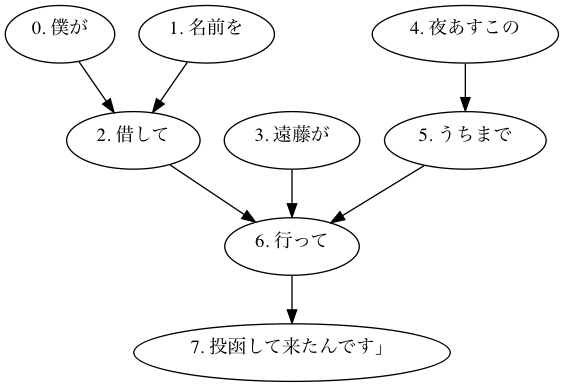 0. 僕が
1. 名前を
4. 夜あすこの
2. 借して
3. 遠藤が
5. うちまで
6. 行って
7. 投函して来たんです」